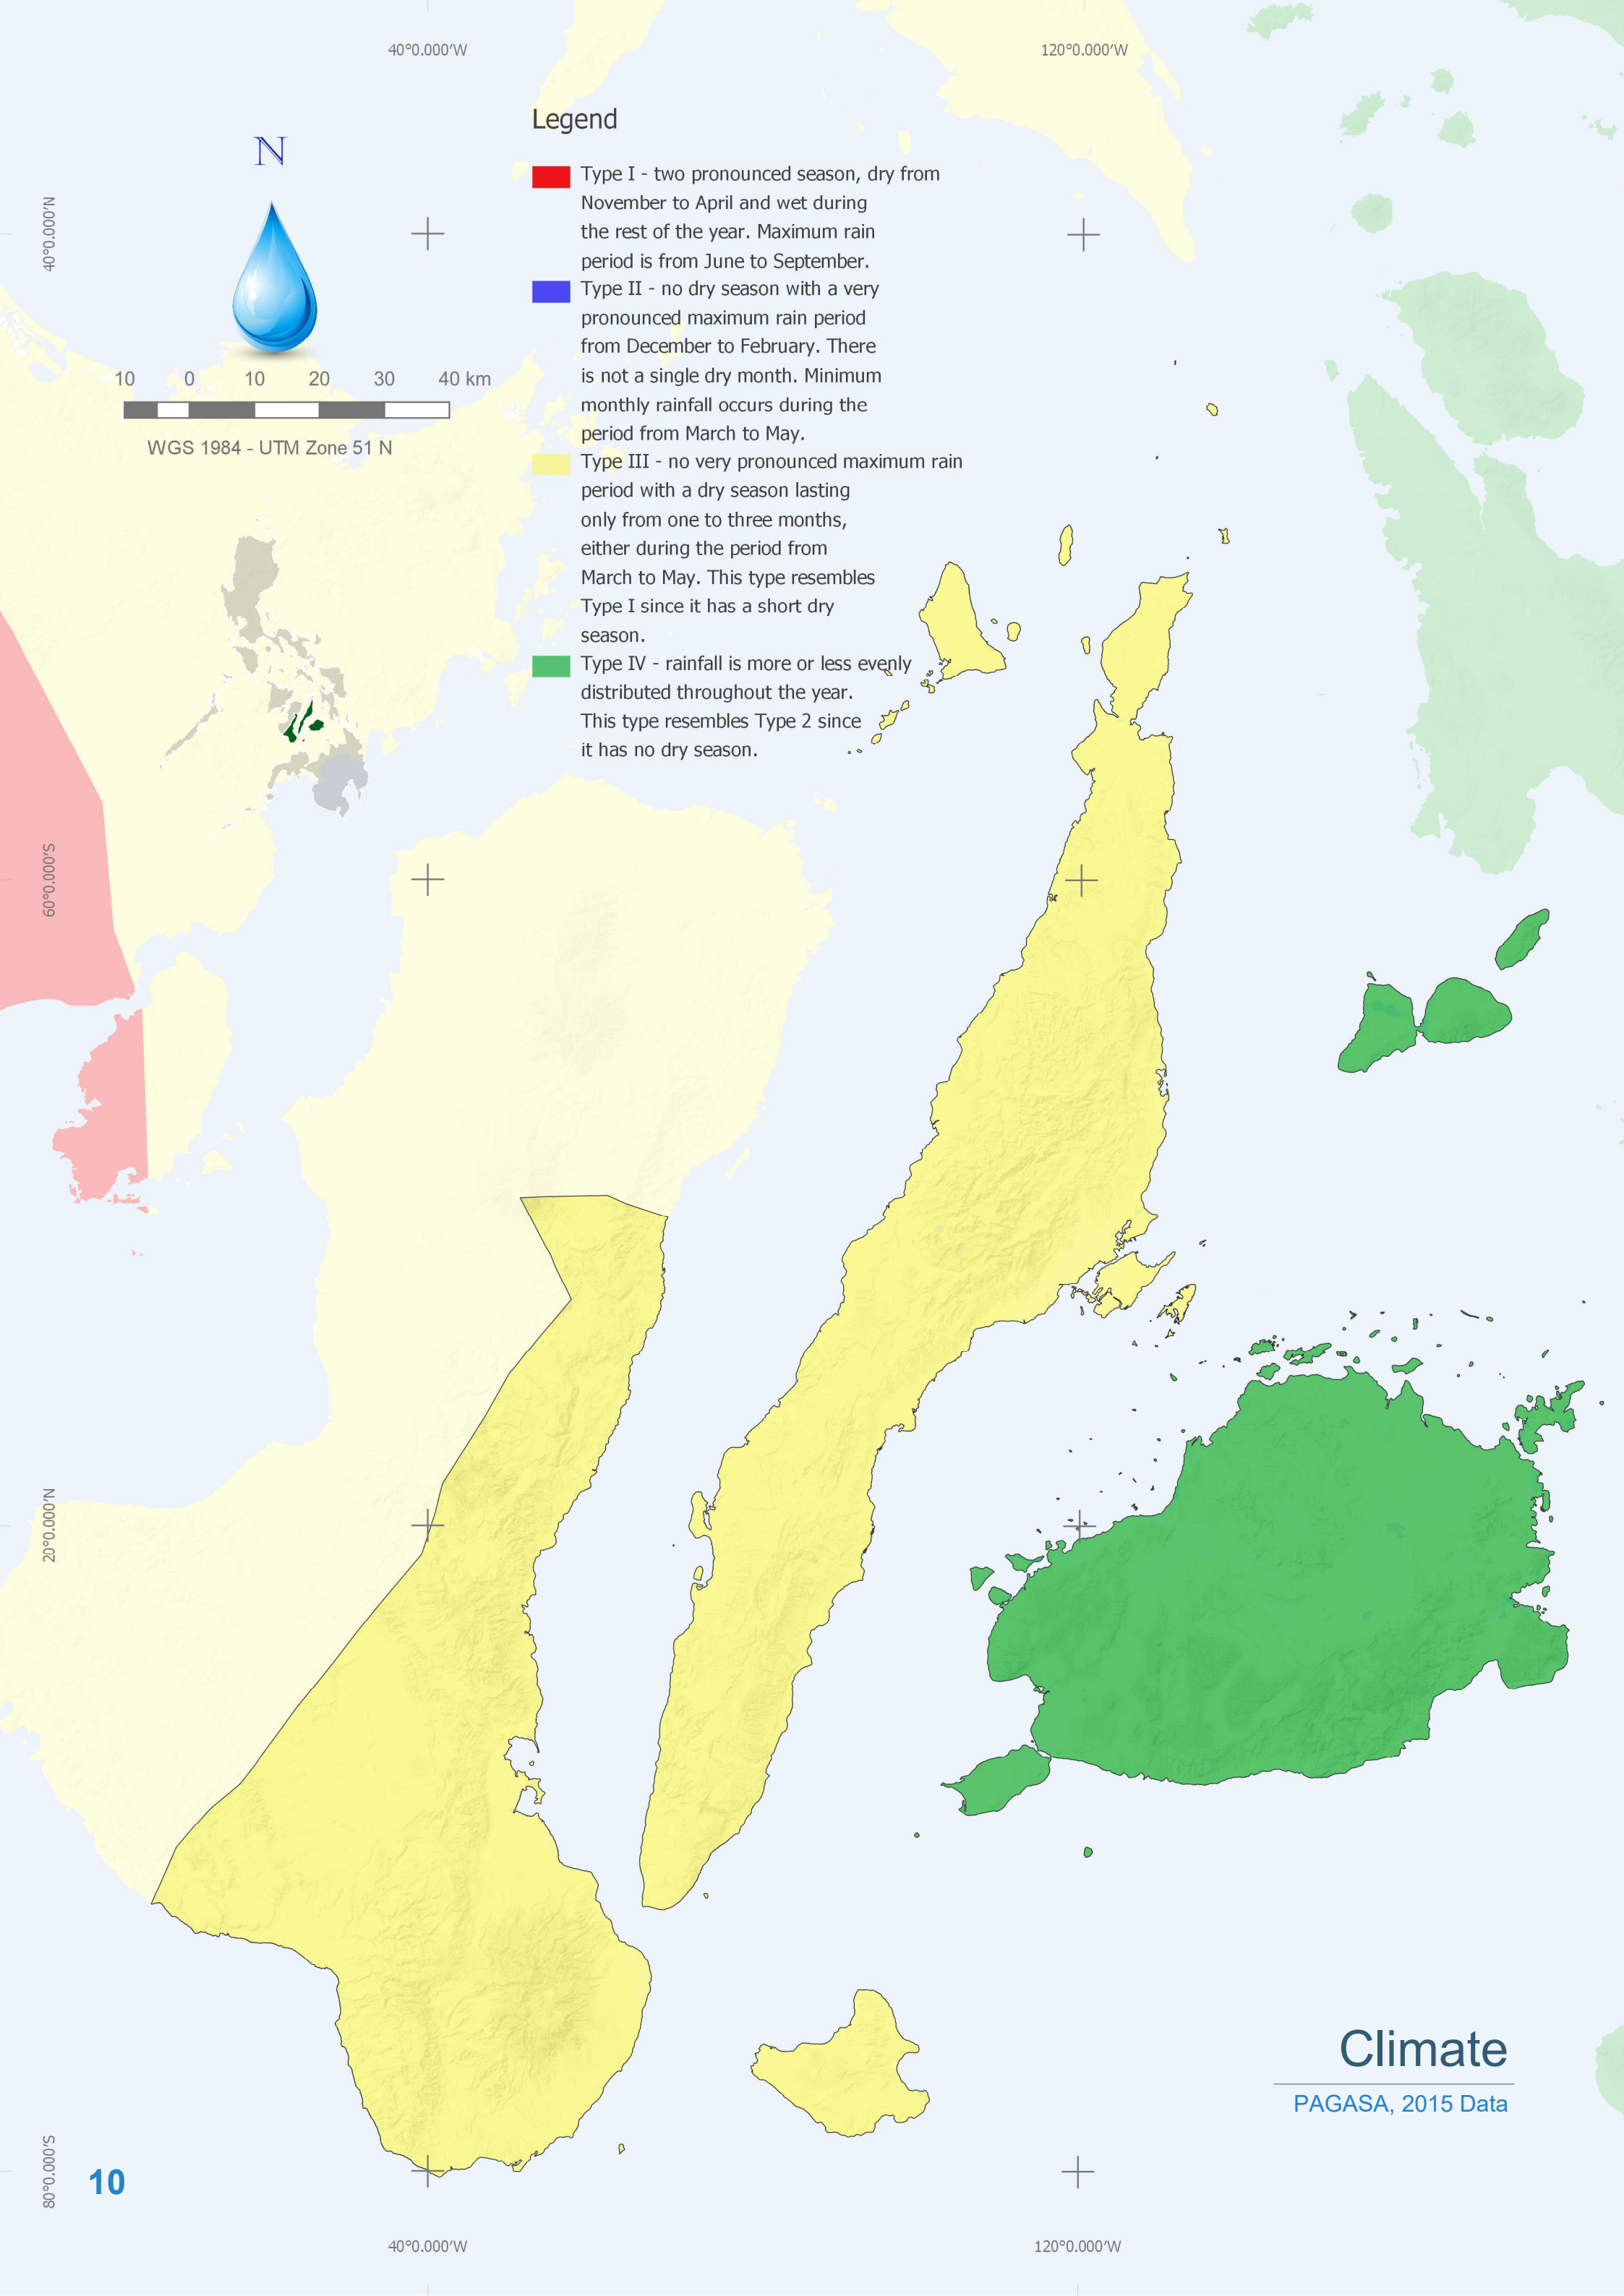 40°0.000'W
120°0.000'W
Legend
N
Type I - two pronounced season, dry from
November to April and wet during
the rest of the year. Maximum rain
period is from June to September.
Type II - no dry season with a very
pronounced maximum rain period
from December to February. There
is not a single dry month. Minimum
monthly rainfall occurs during the
period from March to May.
Type III - no very pronounced maximum rain
period with a dry season lasting
only from one to three months,
either during the period from
March to May. This type resembles
Type I since it has a short dry
season.
Type IV - rainfall is more or less evenly
distributed throughout the year.
This type resembles Type 2 since
it has no dry season.
40°0.000'N
10 0 10 20 30 40 km
WGS 1984 - UTM Zone 51 N
60°0.000'S
20°0.000'N
80°0.000'S
Climate
PAGASA, 2015 Data
10
40°0.000'W
120°0.000'W